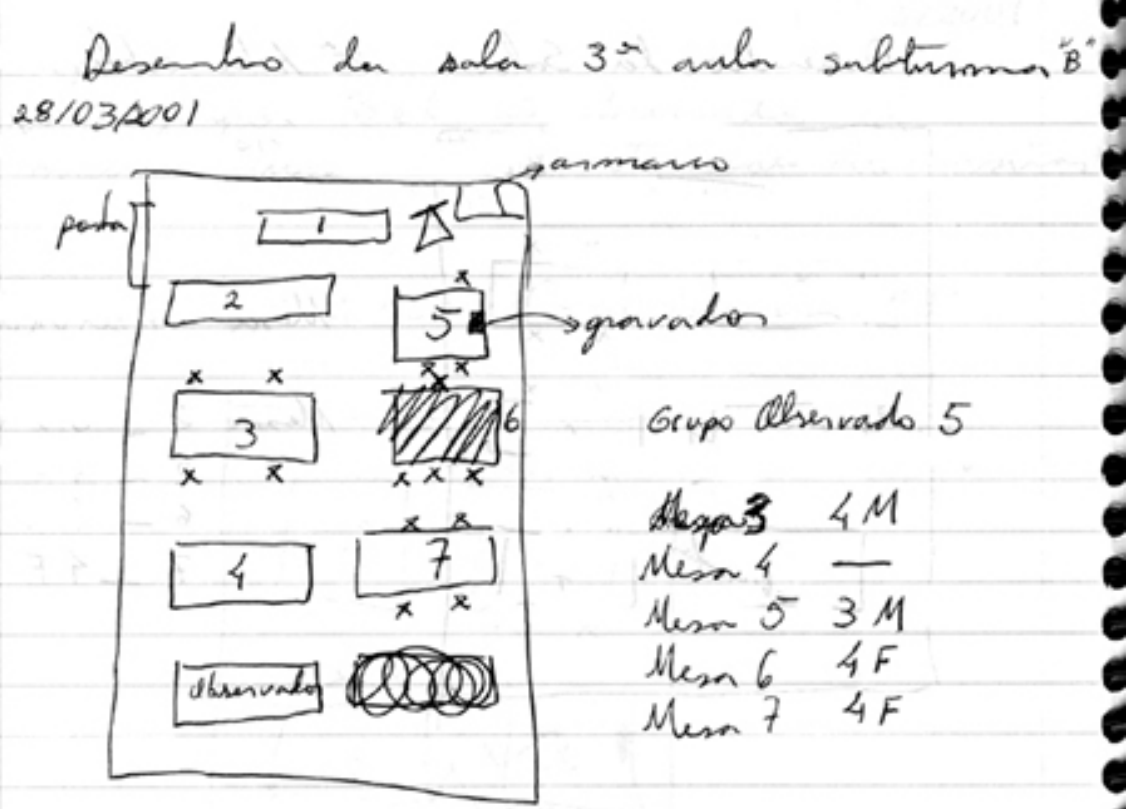 Desenho da sala 3ª aula subturma "B"
28/03/2001
armario
porta
1
2
5
gravador
3
6
Grupo Observado 5
Mesa 3 4 M
4
7
Mesa 4 —
Mesa 5 3 M
Mesa 6 4 F
Observador
Mesa 7 4 F